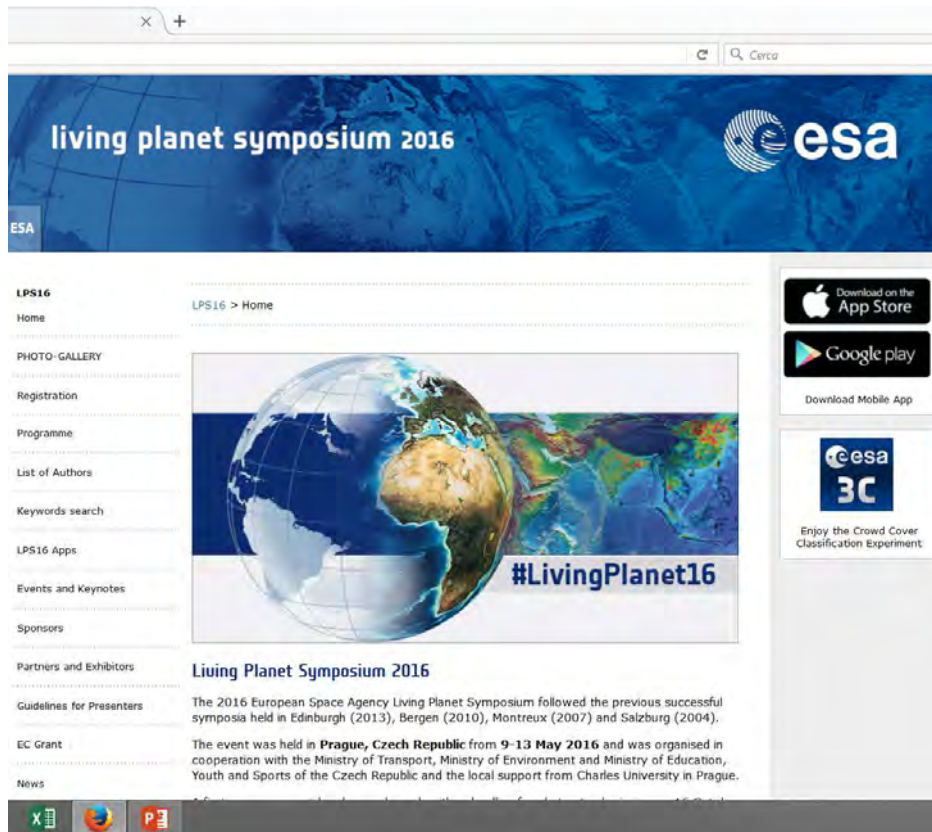 Cerca
living planet symposium 2016
esa
ESA
LPS16
Home
PHOTO-GALLERY
Registration
Programme
List of Authors
Keywords search
LPS16 Apps
Events and Keynotes
Sponsors
Partners and Exhibitors
Guidelines for Presenters
EC Grant
News
LPS16 > Home
#LivingPlanet16
Living Planet Symposium 2016
The 2016 European Space Agency Living Planet Symposium followed the previous successful
symposia held in Edinburgh (2013), Bergen (2010), Montreux (2007) and Salzburg (2004).
The event was held in Prague, Czech Republic from 9-13 May 2016 and was organised in
cooperation with the Ministry of Transport, Ministry of Environment and Ministry of Education,
Youth and Sports of the Czech Republic and the local support from Charles University in Prague.
Download on the
App Store
Google play
Download Mobile App
esa
3C
Enjoy the Crowd Cover
Classification Experiment